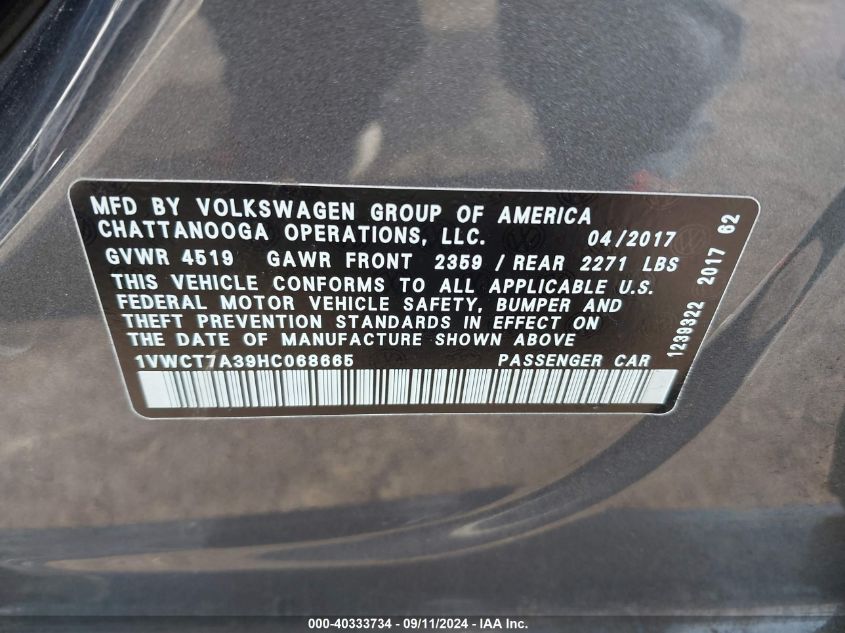 MFD BY VOLKSWAGEN GROUP OF AMERICA
CHATTANOOGA OPERATIONS, LLC. 04/2017
GVWR 4519 GAWR FRONT 2359 / REAR 2271 LBS
THIS VEHICLE CONFORMS TO ALL APPLICABLE U.S.
FEDERAL MOTOR VEHICLE SAFETY, BUMPER AND
THEFT PREVENTION STANDARDS IN EFFECT ON
THE DATE OF MANUFACTURE SHOWN ABOVE
1VWCT7A39HC068665 PASSENGER CAR
1239322 2017 62
000-40333734 - 09/11/2024 - IAA Inc.